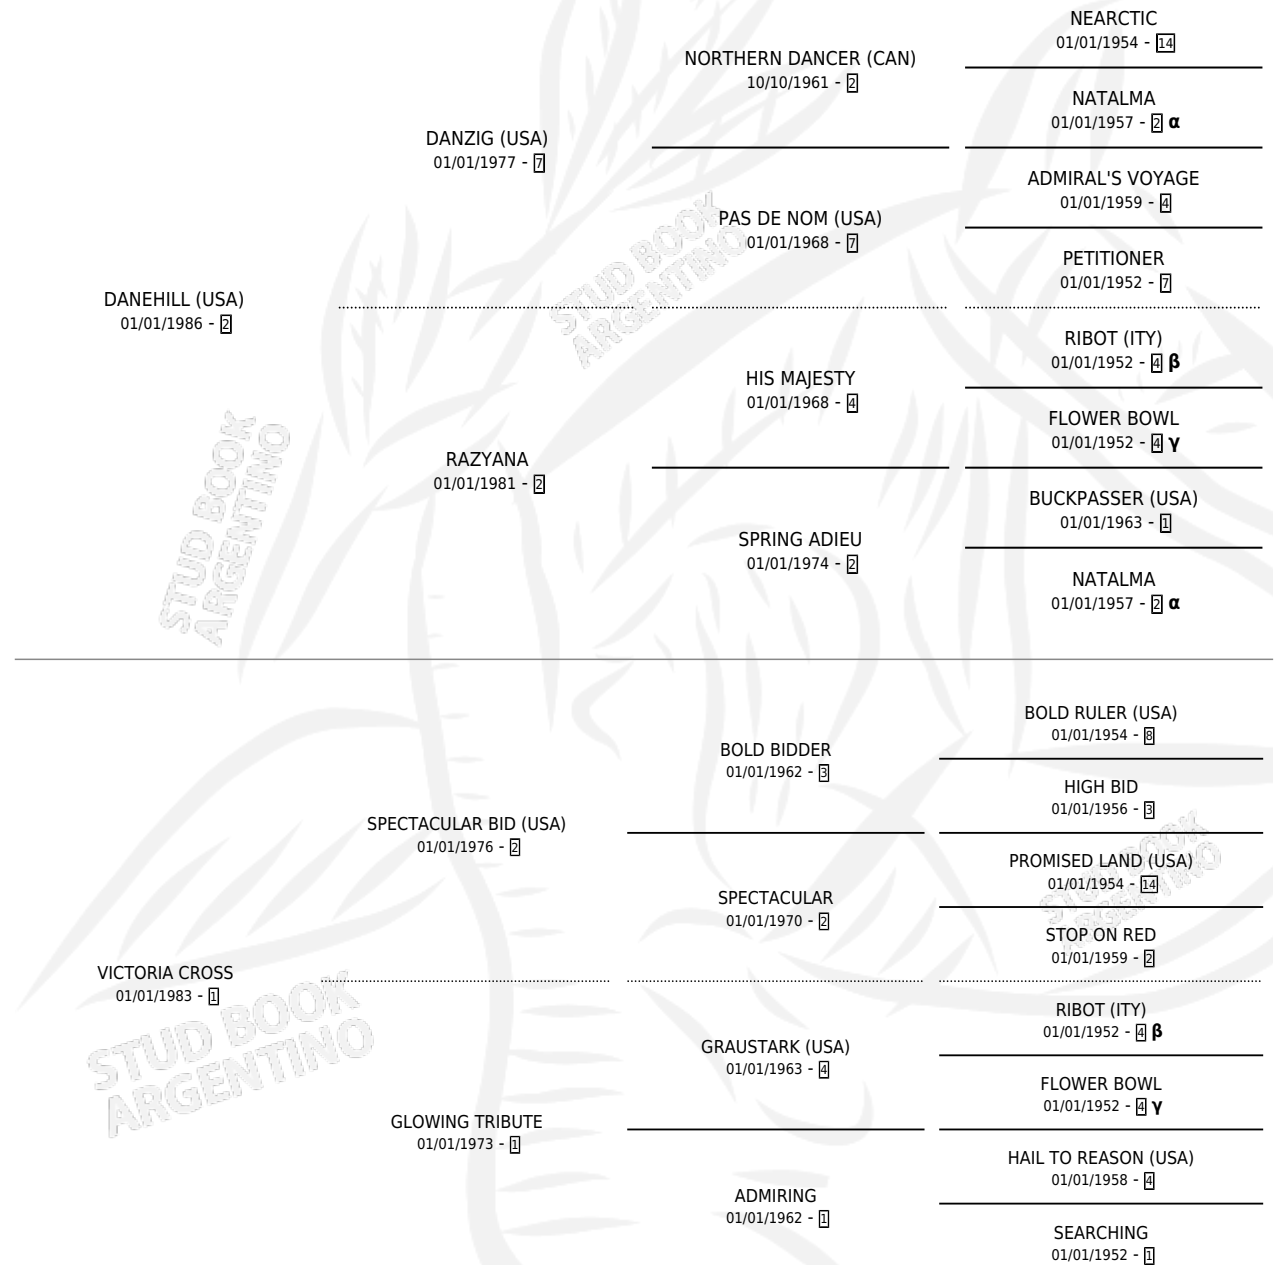 NEARCTIC
01/01/1954 - 14
NORTHERN DANCER (CAN)
10/10/1961 - 2
NATALMA
01/01/1957 - 2 α
DANZIG (USA)
01/01/1977 - 7
ADMIRAL'S VOYAGE
01/01/1959 - 4
PAS DE NOM (USA)
01/01/1968 - 7
PETITIONER
01/01/1952 - 7
DANEHILL (USA)
01/01/1986 - 2
STUD BOOK
ARGENTINO
RIBOT (ITY)
01/01/1952 - 4 β
HIS MAJESTY
01/01/1968 - 4
FLOWER BOWL
01/01/1952 - 4 γ
RAZYANA
01/01/1981 - 2
BUCKPASSER (USA)
01/01/1963 - 1
SPRING ADIEU
01/01/1974 - 2
NATALMA
01/01/1957 - 2 α
STUD BOOK
ARGENTINO
BOLD RULER (USA)
01/01/1954 - 8
BOLD BIDDER
01/01/1962 - 3
HIGH BID
01/01/1956 - 3
SPECTACULAR BID (USA)
01/01/1976 - 2
PROMISED LAND (USA)
01/01/1954 - 14
STUD BOOK
ARGENTINO
SPECTACULAR
01/01/1970 - 2
STOP ON RED
01/01/1959 - 2
VICTORIA CROSS
01/01/1983 - 1
STUD BOOK
ARGENTINO
RIBOT (ITY)
01/01/1952 - 4 β
GRAUSTARK (USA)
01/01/1963 - 4
FLOWER BOWL
01/01/1952 - 4 γ
GLOWING TRIBUTE
01/01/1973 - 1
HAIL TO REASON (USA)
01/01/1958 - 4
ADMIRING
01/01/1962 - 1
SEARCHING
01/01/1952 - 1